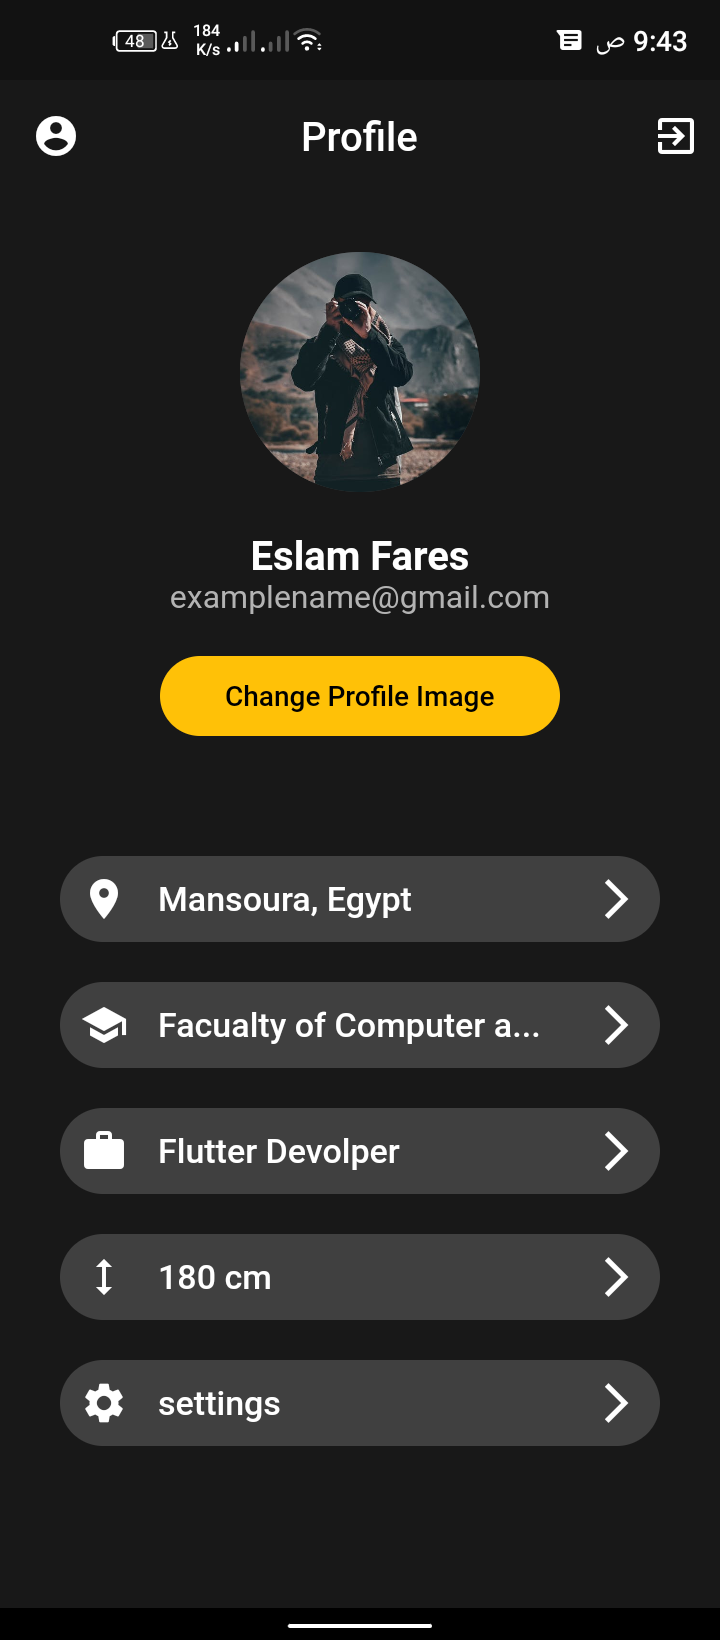 48 184 K/s ص 9:43
Profile
Eslam Fares
examplename@gmail.com
Change Profile Image
Mansoura, Egypt
Facualty of Computer a...
Flutter Devolper
180 cm
settings